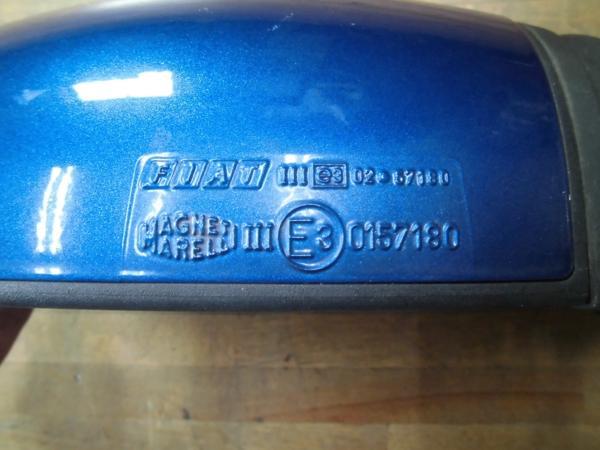 FIAT III e3 02*57180
MAGNETI MARELLI III E3 0157180